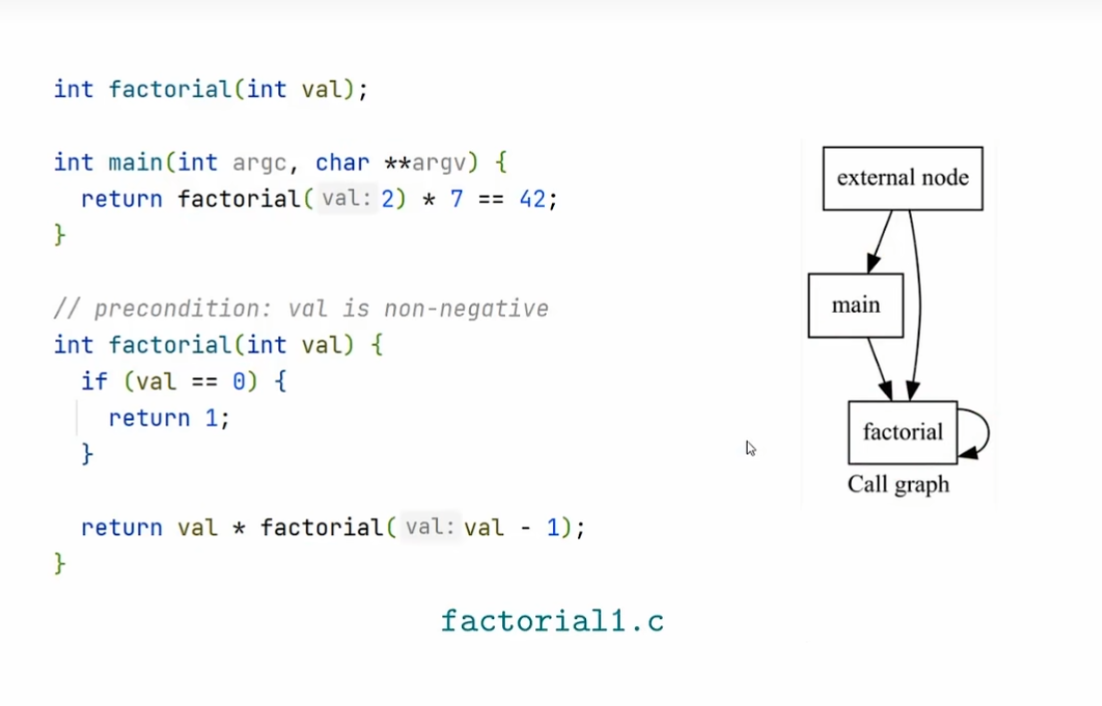 int factorial(int val);
int main(int argc, char **argv) {
return factorial( val: 2) * 7 == 42;
}
// precondition: val is non-negative
int factorial(int val) {
if (val == 0) {
return 1;
}
return val * factorial( val: val - 1);
}
external node
main
factorial
Call graph
factorial1.c